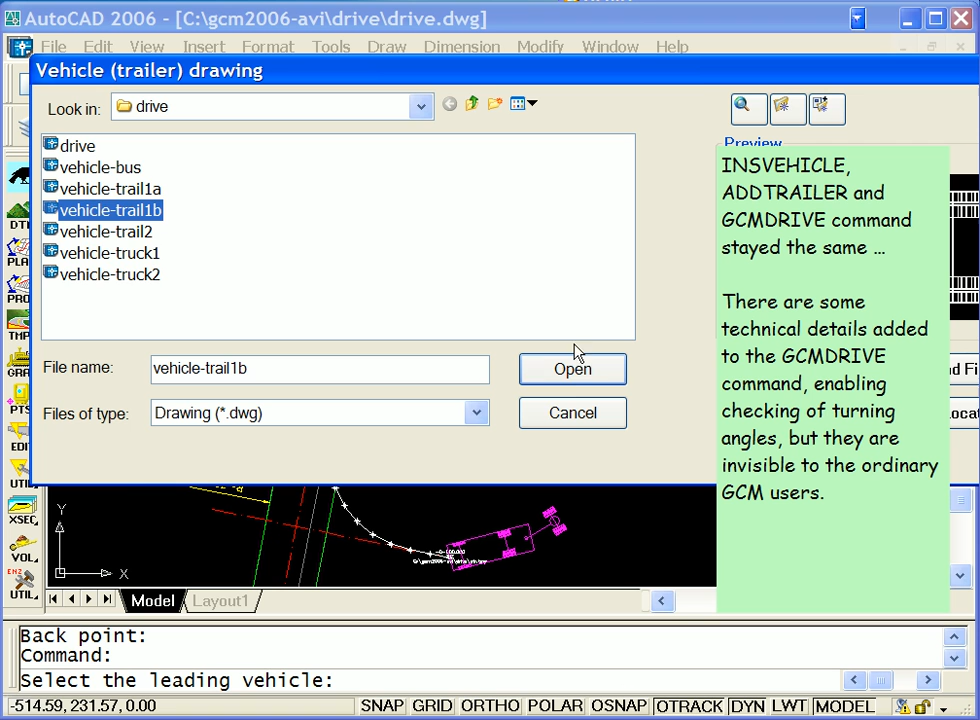 AutoCAD 2006 - [C:\gcm2006-avi\drive\drive.dwg]
File Edit View Insert Format Tools Draw Dimension Modify Window Help
Vehicle (trailer) drawing
Look in: drive
Preview
drive
vehicle-bus
vehicle-trail1a
vehicle-trail1b
vehicle-trail2
vehicle-truck1
vehicle-truck2
File name: vehicle-trail1b
Open
Files of type: Drawing (*.dwg)
Cancel
INSVEHICLE,
ADDTRAILER and
GCMDRIVE command
stayed the same ...
There are some
technical details added
to the GCMDRIVE
command, enabling
checking of turning
angles, but they are
invisible to the ordinary
GCM users.
XSEC
VOL
UTIL
Y
X
Model Layout1
Back point:
Command:
Select the leading vehicle:
-514.59, 231.57, 0.00 SNAP GRID ORTHO POLAR OSNAP OTRACK DYN LWT MODEL